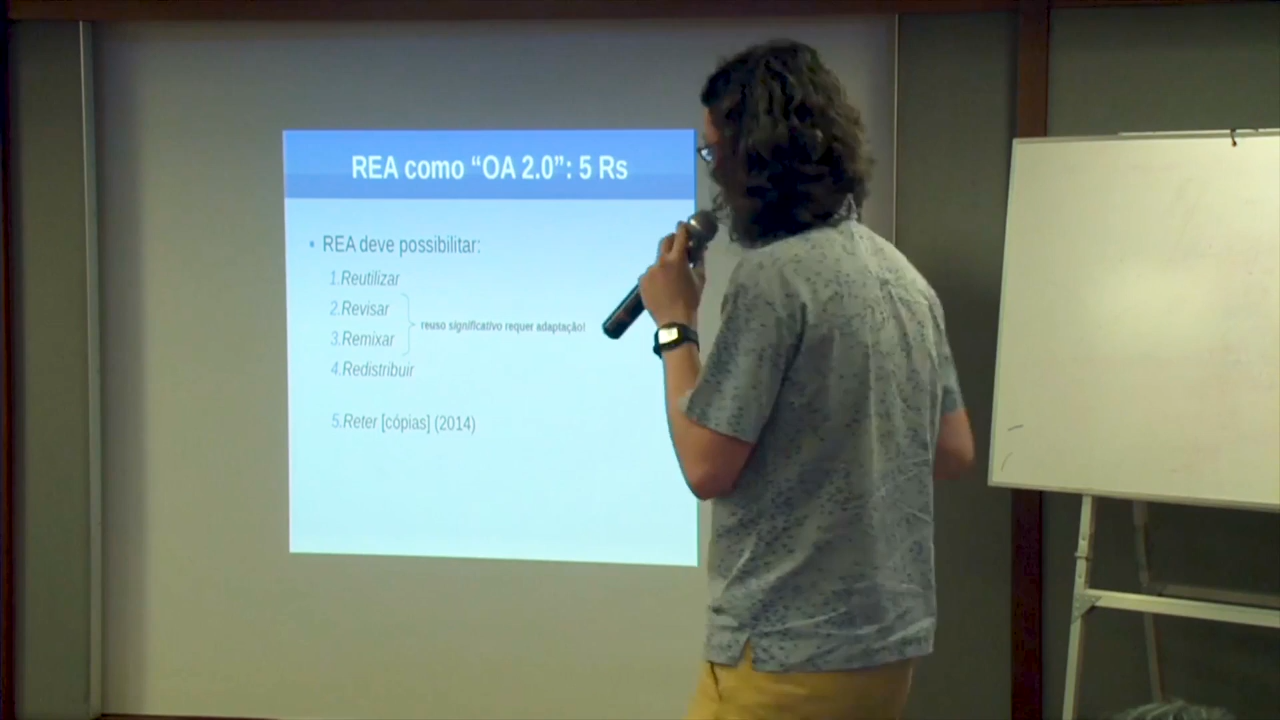 REA como “OA 2.0”: 5 Rs
• REA deve possibilitar:
1.Reutilizar
2.Revisar
reuso significativo requer adaptação!
3.Remixar
4.Redistribuir
5.Reter [cópias] (2014)